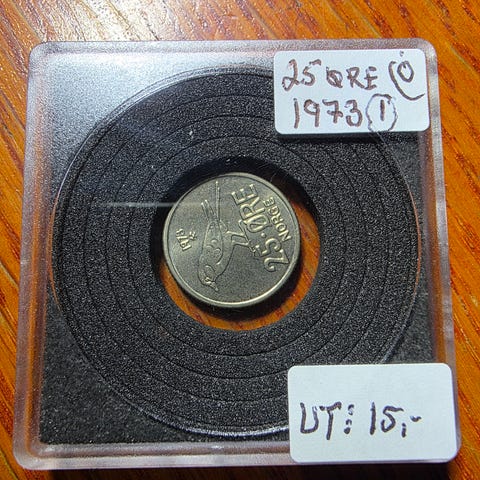 25 ØRE Ó
1973 ①
25 ØRE
NORGE
UT: 15,-